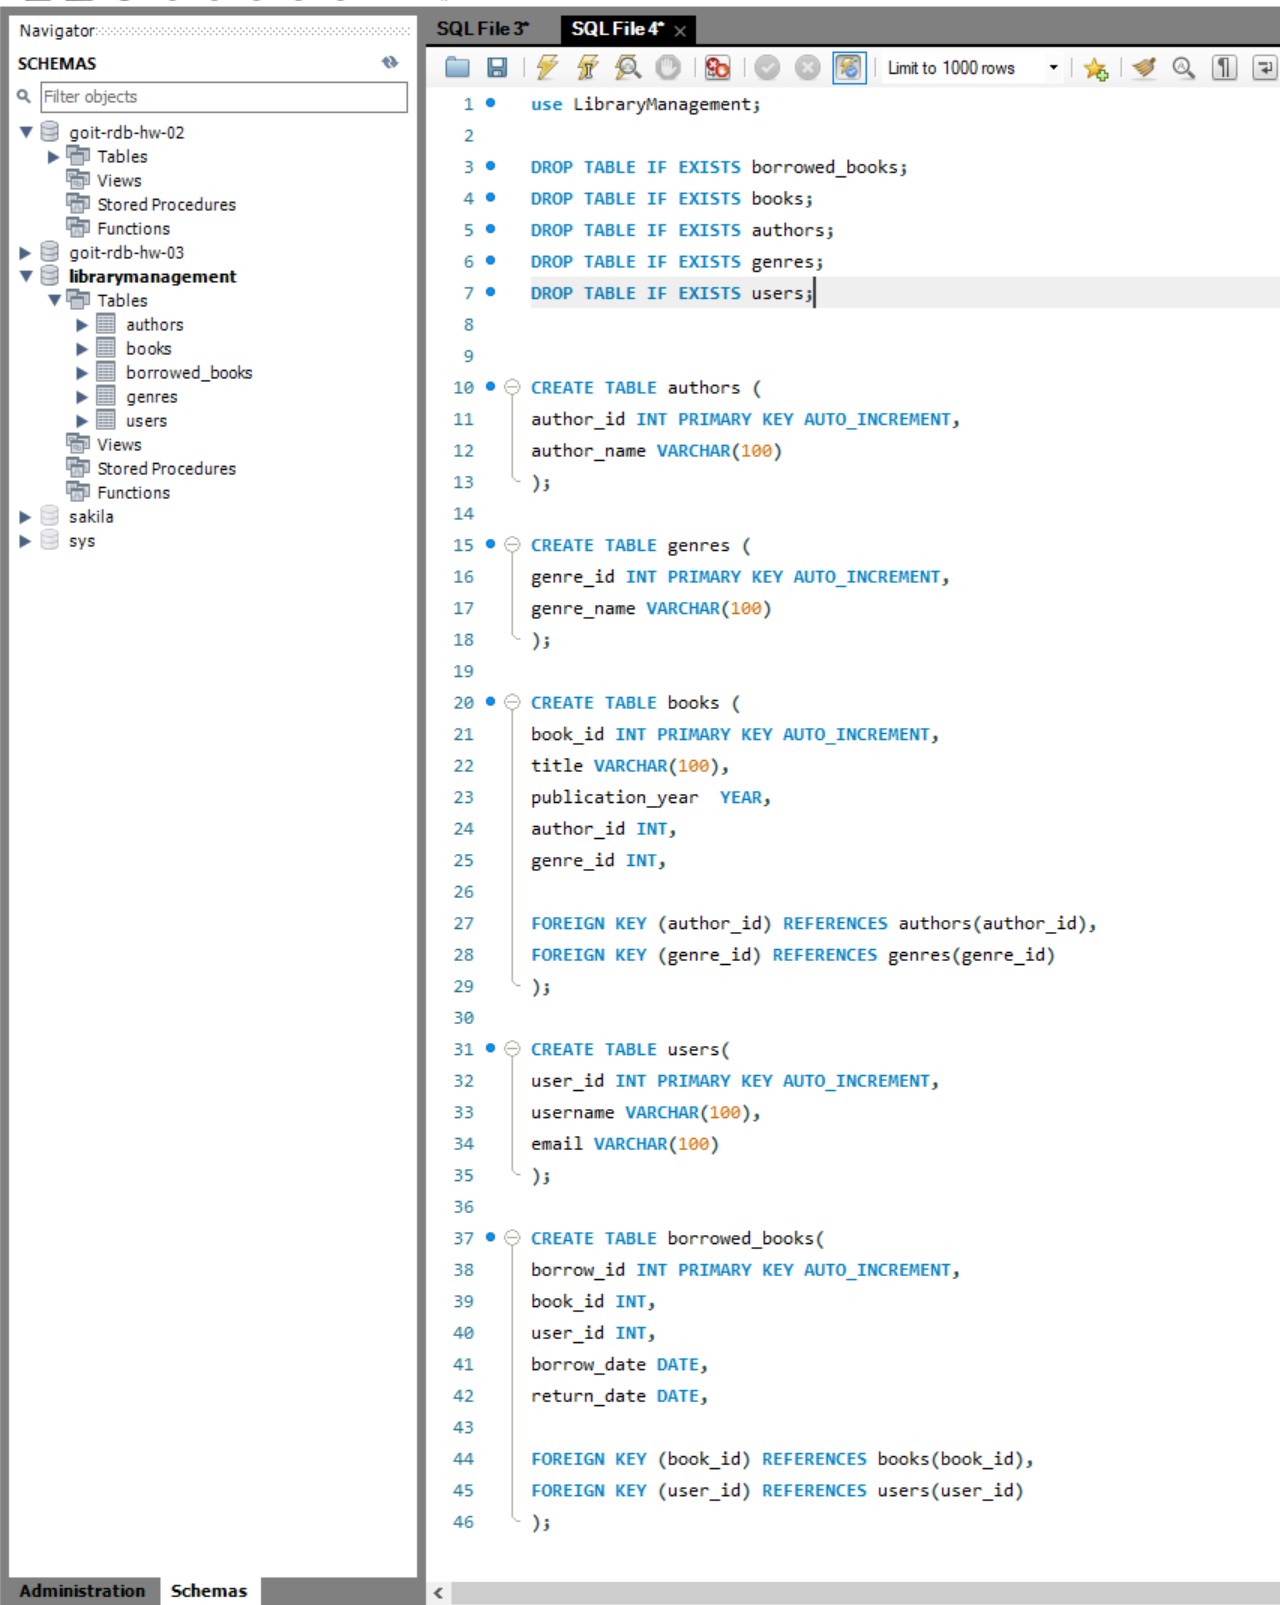 Navigator
SCHEMAS
Filter objects
goit-rdb-hw-02
Tables
Views
Stored Procedures
Functions
goit-rdb-hw-03
librarymanagement
Tables
authors
books
borrowed_books
genres
users
Views
Stored Procedures
Functions
sakila
sys
Administration Schemas
SQL File 3* SQL File 4*
Limit to 1000 rows
1 use LibraryManagement;
2
3 DROP TABLE IF EXISTS borrowed_books;
4 DROP TABLE IF EXISTS books;
5 DROP TABLE IF EXISTS authors;
6 DROP TABLE IF EXISTS genres;
7 DROP TABLE IF EXISTS users;
8
9
10 CREATE TABLE authors (
11 author_id INT PRIMARY KEY AUTO_INCREMENT,
12 author_name VARCHAR(100)
13 );
14
15 CREATE TABLE genres (
16 genre_id INT PRIMARY KEY AUTO_INCREMENT,
17 genre_name VARCHAR(100)
18 );
19
20 CREATE TABLE books (
21 book_id INT PRIMARY KEY AUTO_INCREMENT,
22 title VARCHAR(100),
23 publication_year  YEAR,
24 author_id INT,
25 genre_id INT,
26
27 FOREIGN KEY (author_id) REFERENCES authors(author_id),
28 FOREIGN KEY (genre_id) REFERENCES genres(genre_id)
29 );
30
31 CREATE TABLE users(
32 user_id INT PRIMARY KEY AUTO_INCREMENT,
33 username VARCHAR(100),
34 email VARCHAR(100)
35 );
36
37 CREATE TABLE borrowed_books(
38 borrow_id INT PRIMARY KEY AUTO_INCREMENT,
39 book_id INT,
40 user_id INT,
41 borrow_date DATE,
42 return_date DATE,
43
44 FOREIGN KEY (book_id) REFERENCES books(book_id),
45 FOREIGN KEY (user_id) REFERENCES users(user_id)
46 );